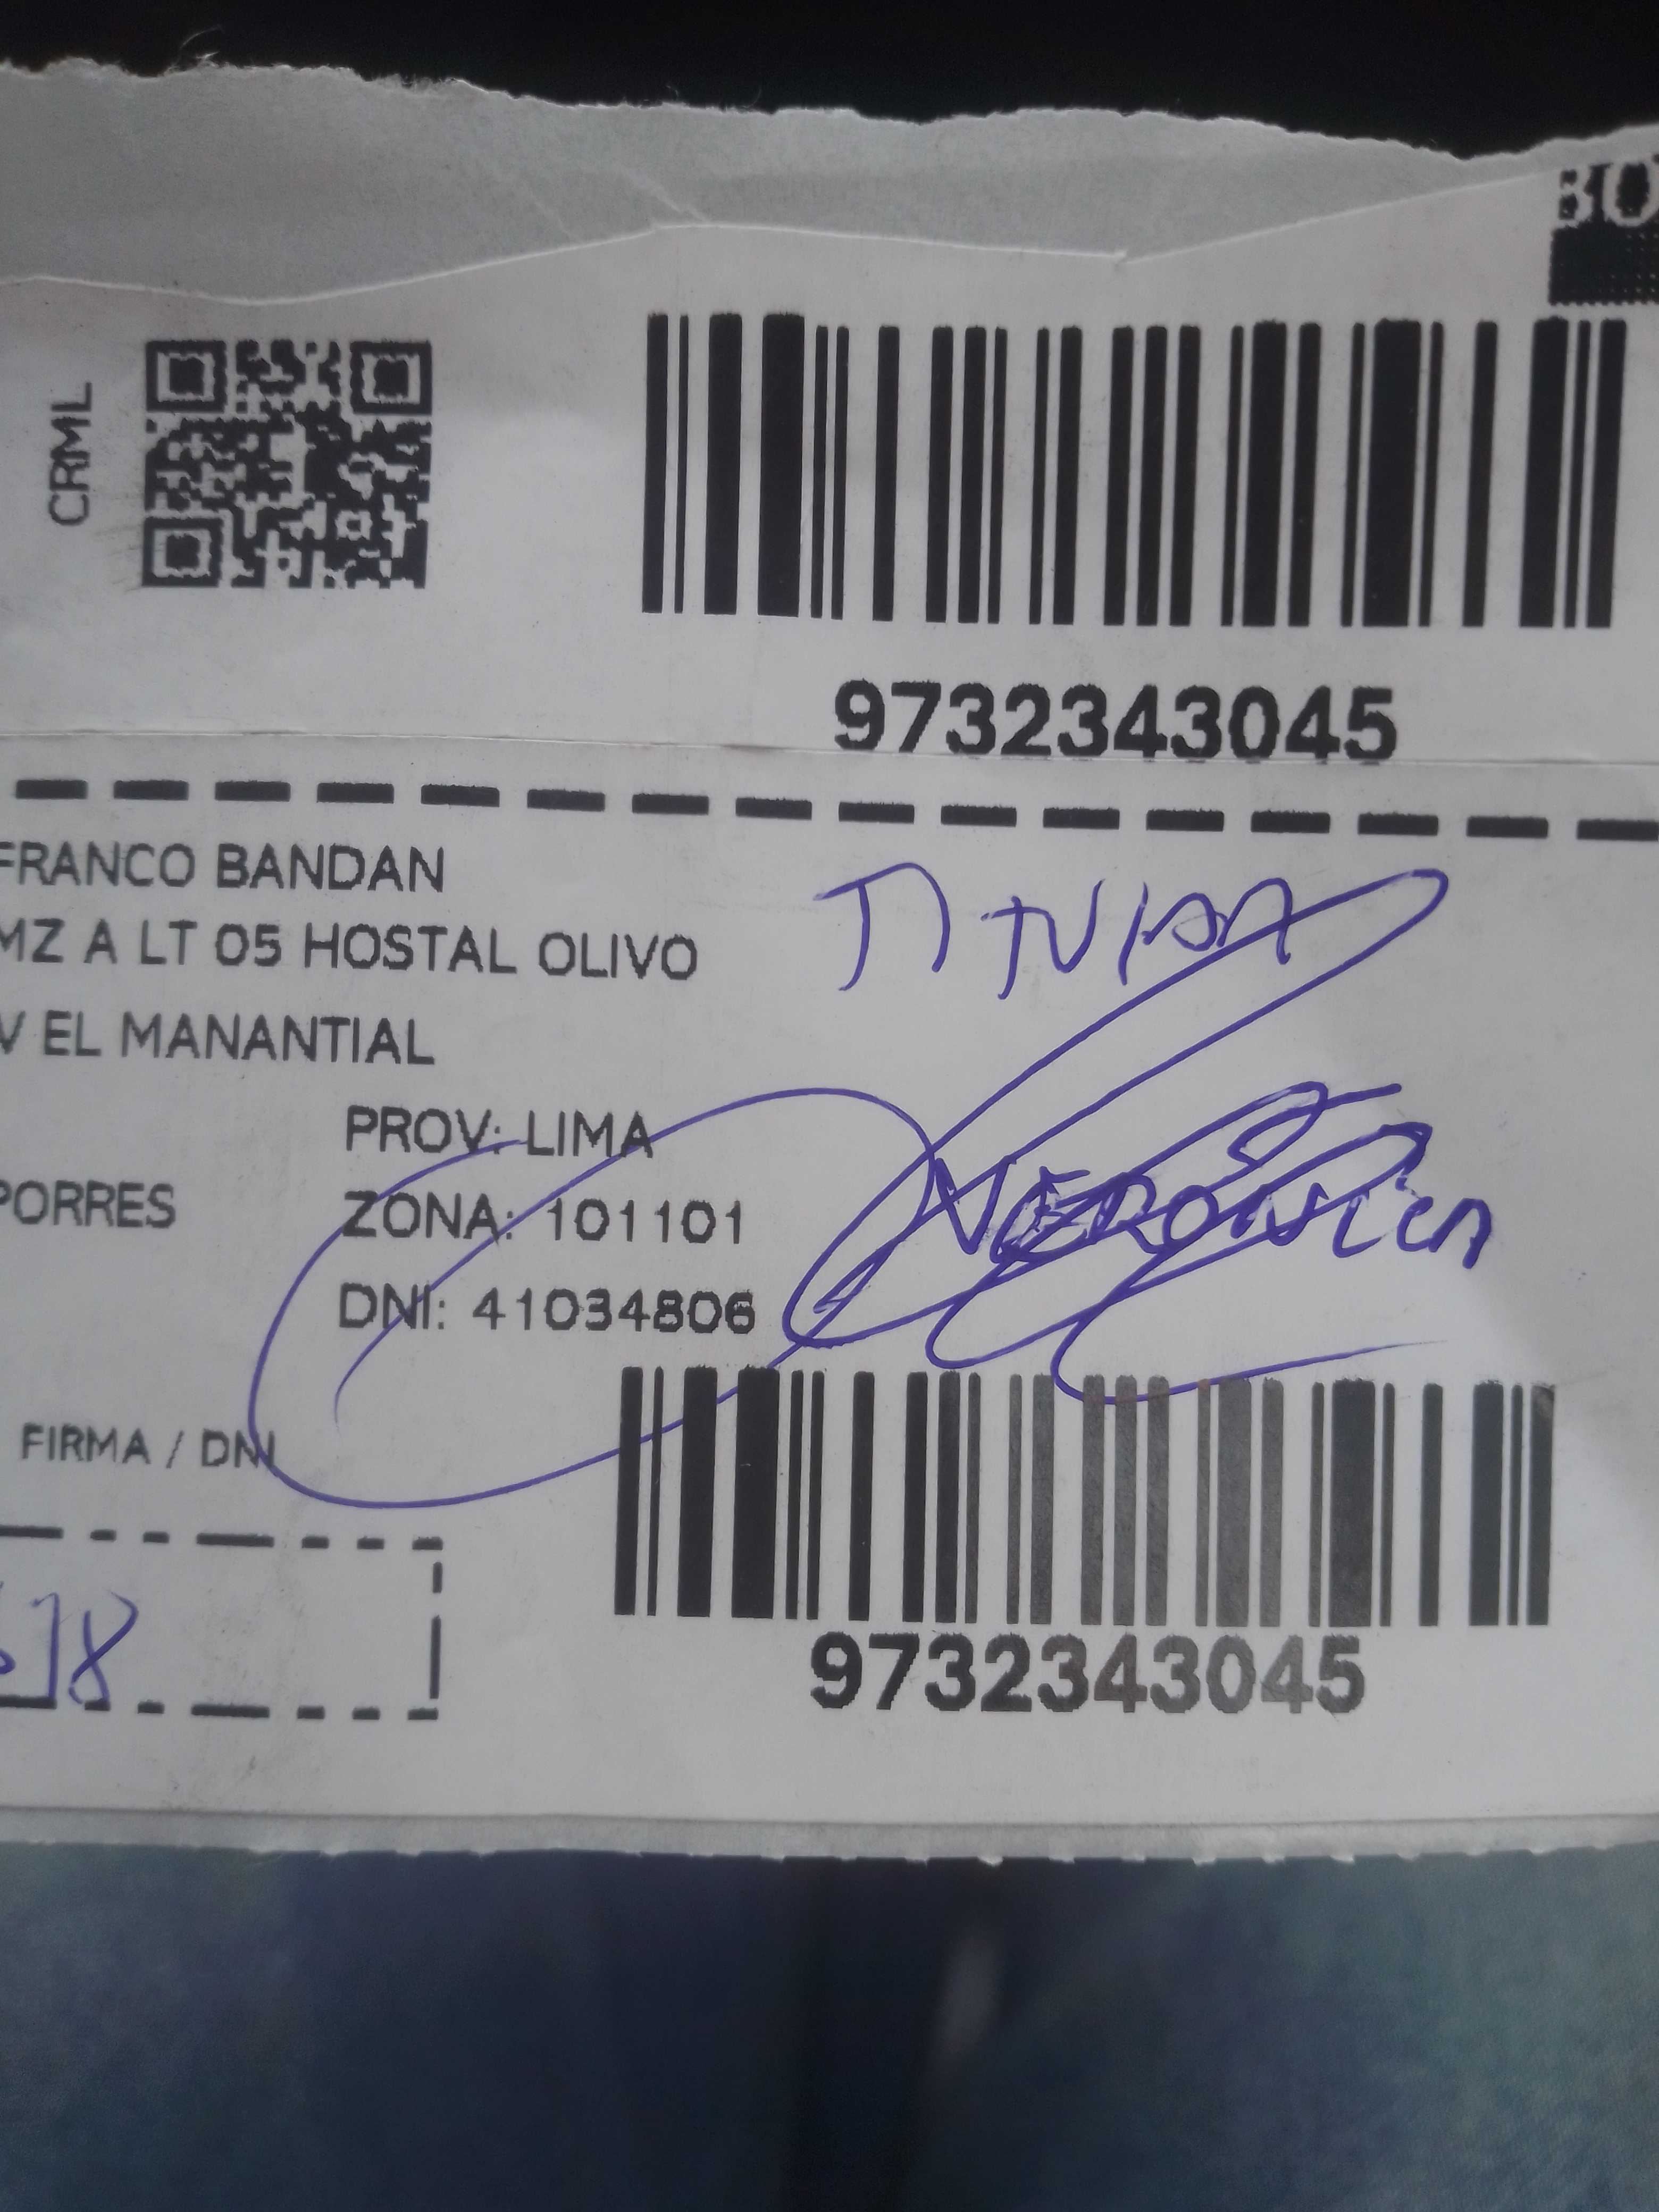 CRML
9732343045
FRANCO BANDAN
MZ A LT 05 HOSTAL OLIVO
V EL MANANTIAL
PROV: LIMA
PORRES
ZONA: 101101
DNI: 41034806
VERONICA
FIRMA / DNI
9732343045